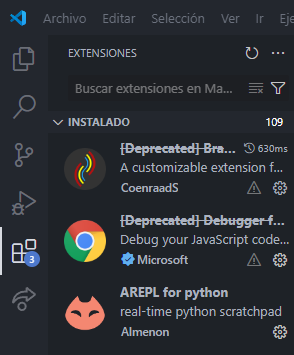 Archivo Editar Selección Ver Ir
EXTENSIONES
Buscar extensiones en Ma...
INSTALADO 109
[Deprecated] Bra... 630ms
A customizable extension f...
CoenraadS
[Deprecated] Debugger f...
Debug your JavaScript code...
Microsoft
3
AREPL for python
real-time python scratchpad
Almenon